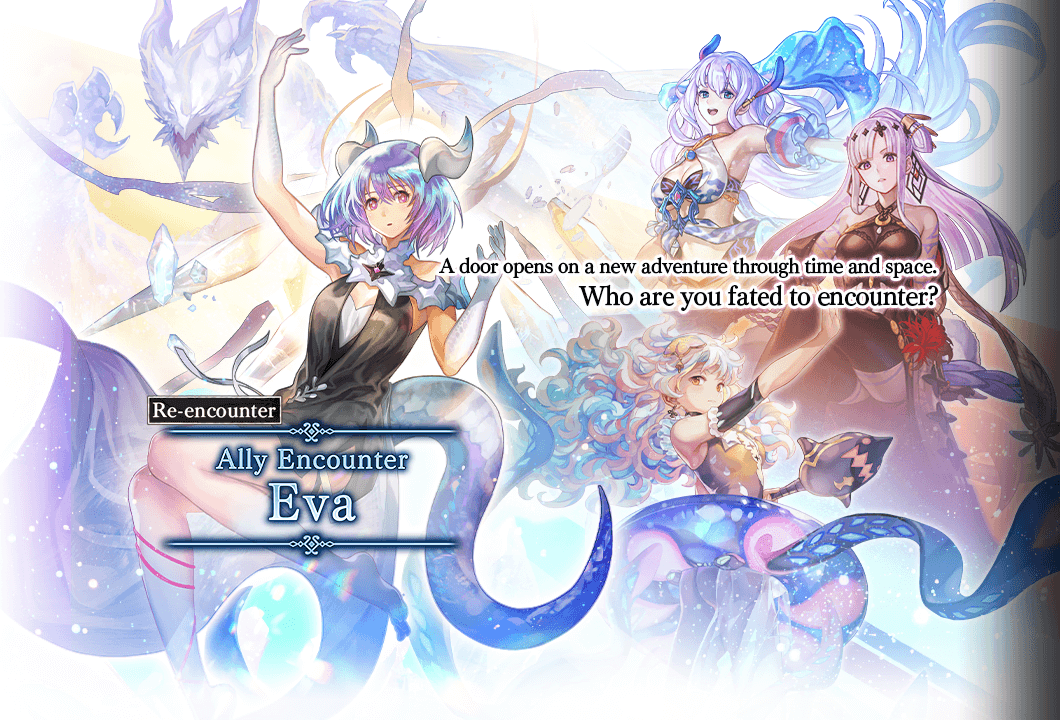 A door opens on a new adventure through time and space.
Who are you fated to encounter?
Re-encounter
Ally Encounter
Eva